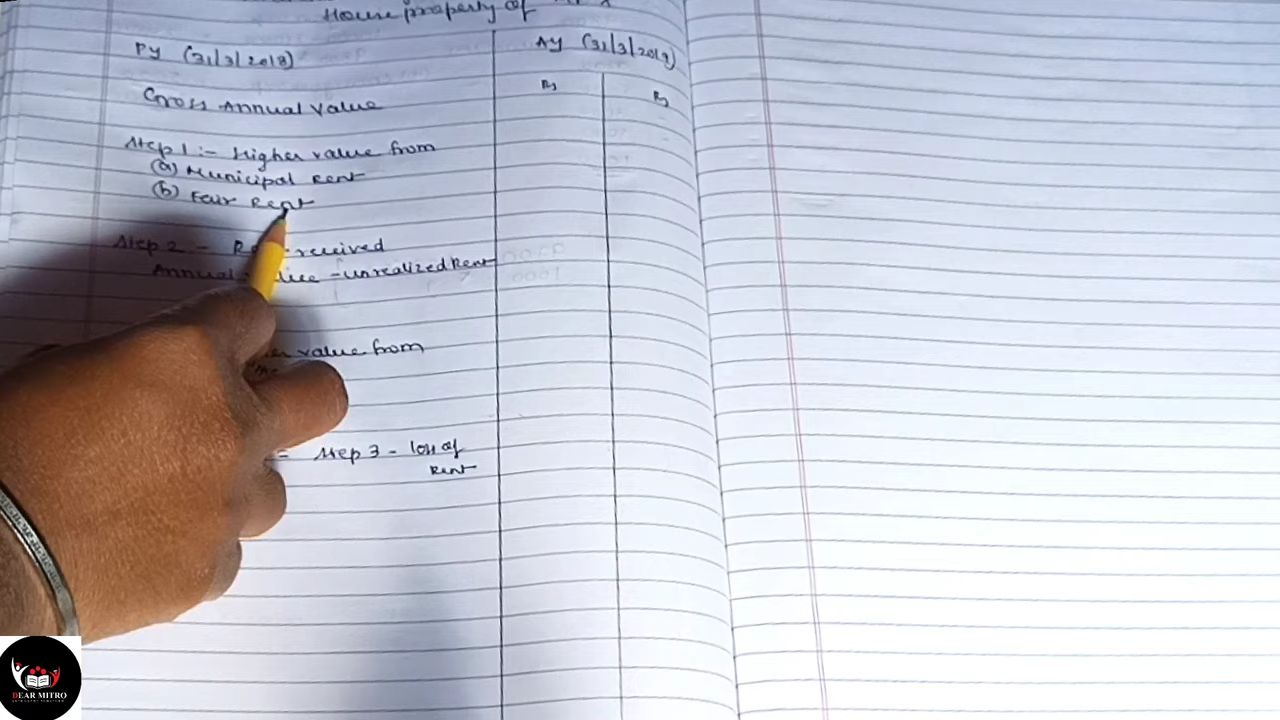 House property of
PY (31/3/2018)
AY (31/3/2019)
Rs
Rs
Gross Annual Value
Step 1 :- Higher value from
(a) Municipal Rent
(b) Fair Rent
Step 2 - received
Annual - unrealized Rent
value from
- Step 3 - loss of
Rent
DEAR MITRO